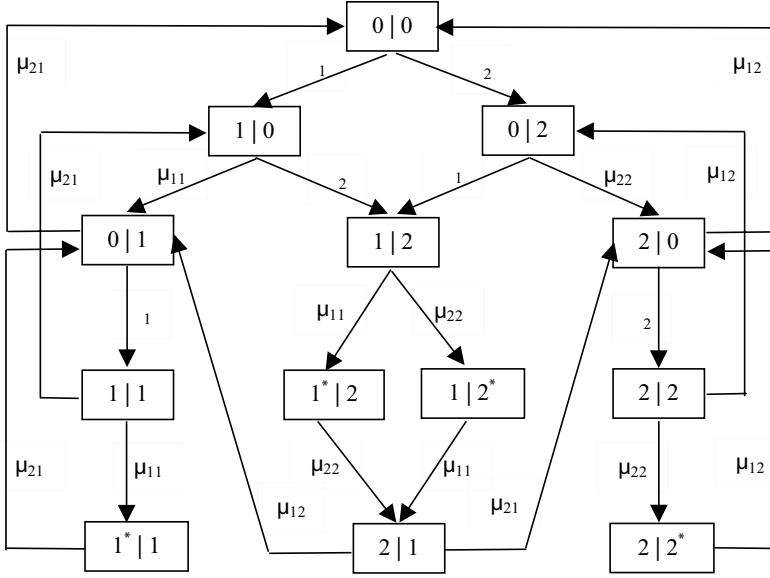 0 | 0
μ₂₁ 1 2 μ₁₂
1 | 0 0 | 2
μ₂₁ μ₁₁ 2 1 μ₂₂ μ₁₂
0 | 1 1 | 2 2 | 0
1 μ₁₁ μ₂₂ 2
1 | 1 1* | 2 1 | 2* 2 | 2
μ₂₁ μ₁₁ μ₂₂ μ₁₁ μ₂₂ μ₁₂
μ₁₂ μ₂₁
1* | 1 2 | 1 2 | 2*